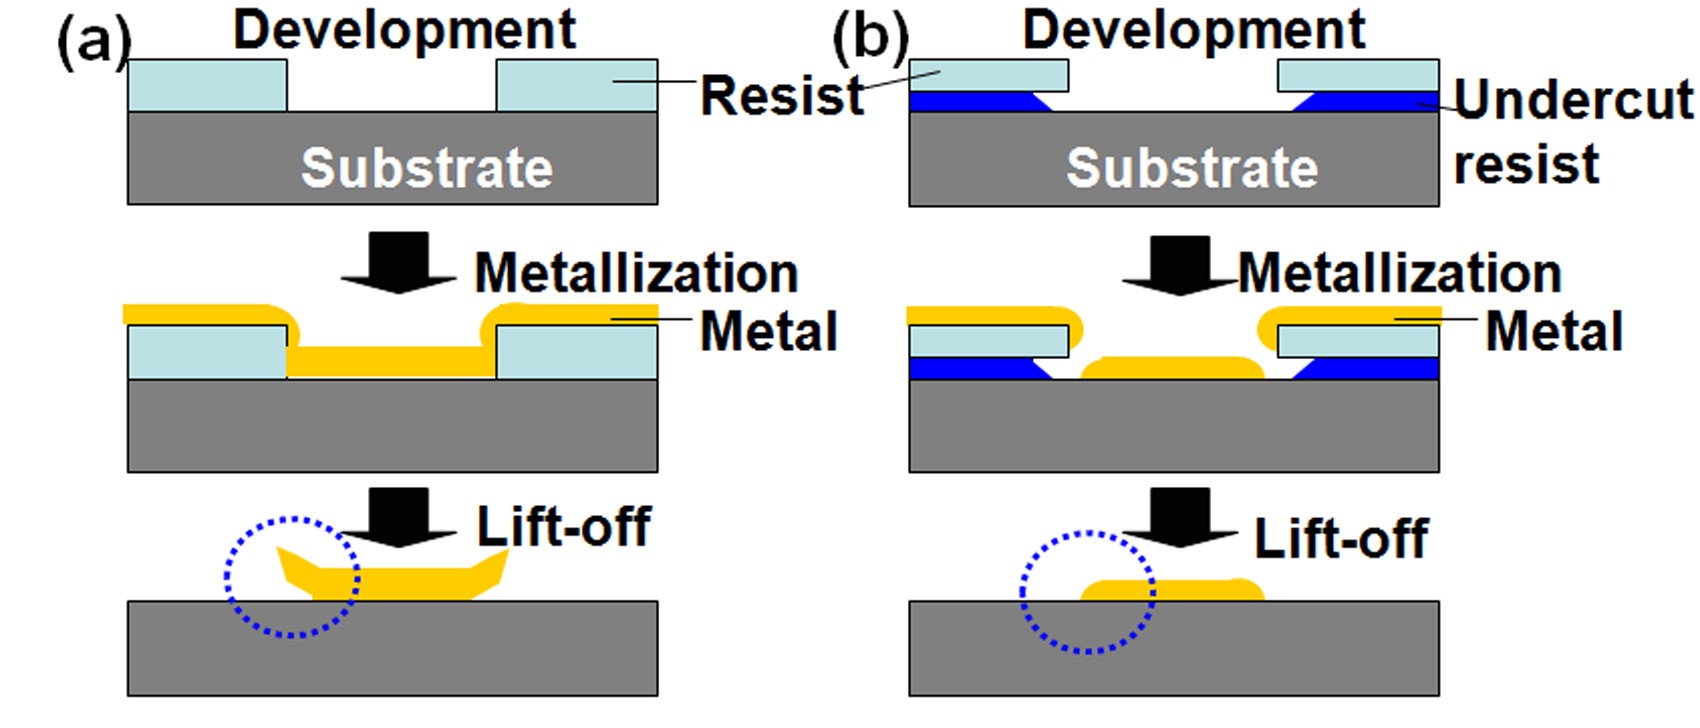 (a)
Development
Resist
Substrate
Metallization
Metal
Lift-off
(b)
Development
Undercut
resist
Substrate
Metallization
Metal
Lift-off